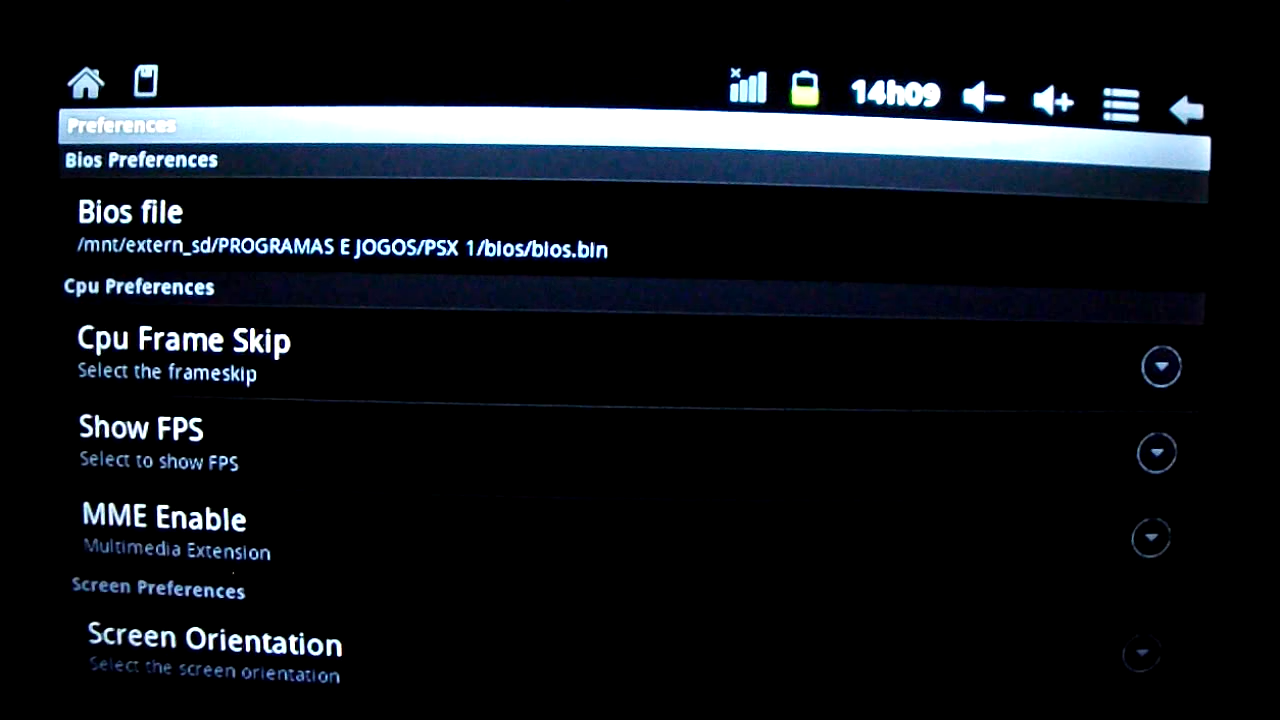 14h09
Preferences
Bios Preferences
Bios file
/mnt/extern_sd/PROGRAMAS E JOGOS/PSX 1/bios/bios.bin
Cpu Preferences
Cpu Frame Skip
Select the frameskip
Show FPS
Select to show FPS
MME Enable
Multimedia Extension
Screen Preferences
Screen Orientation
Select the screen orientation